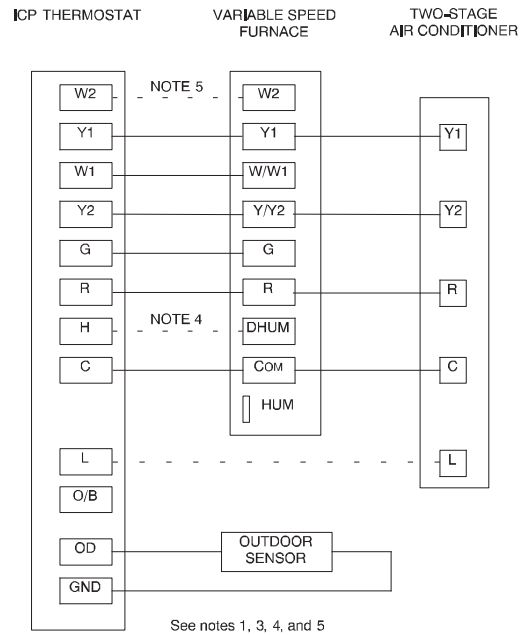 ICP THERMOSTAT
VARIABLE SPEED
FURNACE
TWO-STAGE
AIR CONDITIONER
W2 NOTE 5 W2
Y1 Y1 Y1
W1 W/W1
Y2 Y/Y2 Y2
G G
R R R
H NOTE 4 DHUM
C COM C
HUM
L L
O/B
OD OUTDOOR
SENSOR
GND
See notes 1, 3, 4, and 5